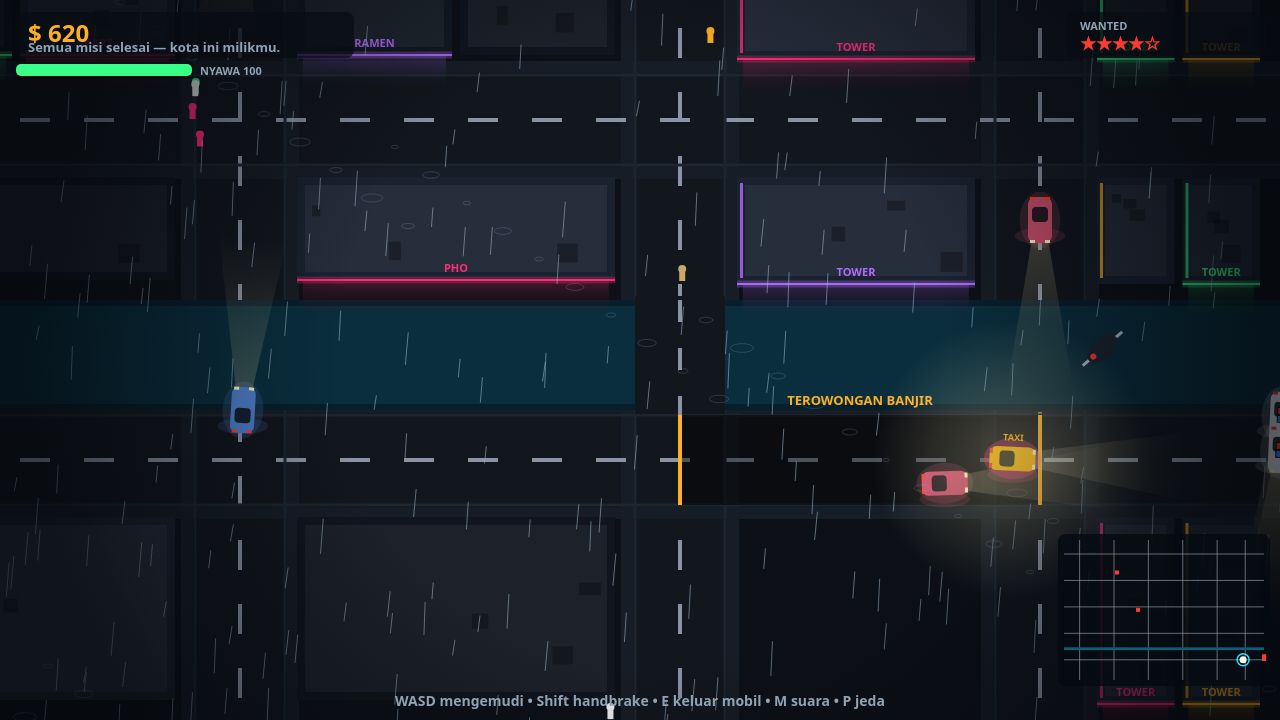 $ 620
Semua misi selesai — kota ini milikmu.
NYAWA 100
WANTED
★★★★☆
RAMEN
TOWER
TOWER
PHO
TOWER
TOWER
TEROWONGAN BANJIR
TAXI
TOWER
TOWER
WASD mengemudi • Shift handbrake • E keluar mobil • M suara • P jeda